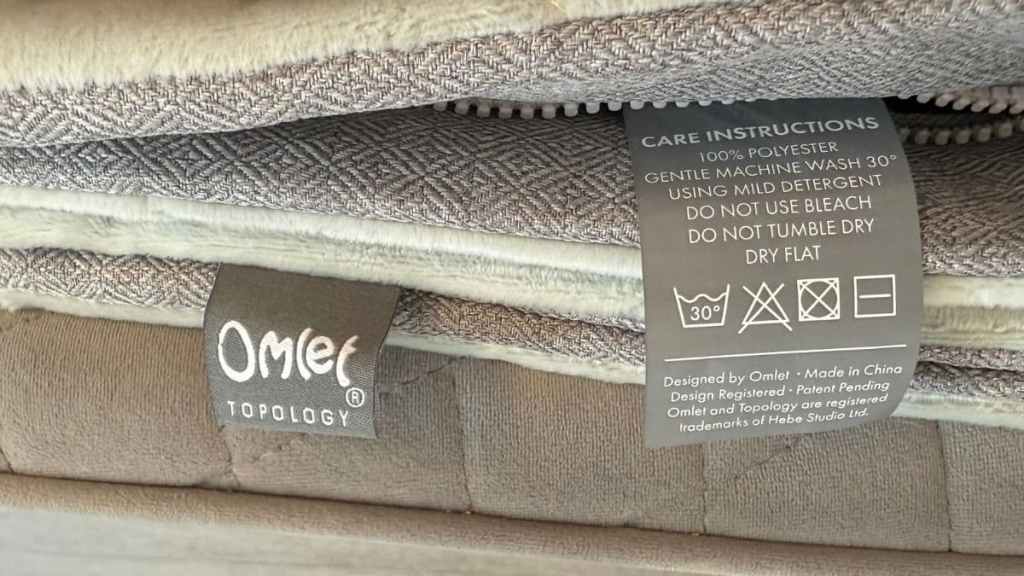 CARE INSTRUCTIONS
100% POLYESTER
GENTLE MACHINE WASH 30°
USING MILD DETERGENT
DO NOT USE BLEACH
DO NOT TUMBLE DRY
DRY FLAT
30°
Designed by Omlet · Made in China
Design Registered · Patent Pending
Omlet and Topology are registered
trademarks of Hebe Studio Ltd.
Omlet®
TOPOLOGY